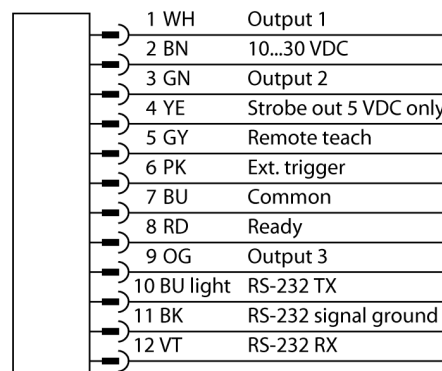 1 WH Output 1
2 BN 10...30 VDC
3 GN Output 2
4 YE Strobe out 5 VDC only
5 GY Remote teach
6 PK Ext. trigger
7 BU Common
8 RD Ready
9 OG Output 3
10 BU light RS-232 TX
11 BK RS-232 signal ground
12 VT RS-232 RX